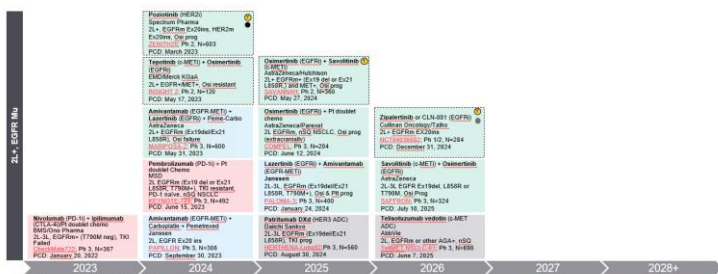 2L+, EGFR Mu
Nivolumab (PD-1i) + Ipilimumab
(CTLA-4i)/Pt doublet chemo
BMS/Ono Pharma
2L-3L, EGFRm+ (T790M neg), TKI
Failed
CheckMate722; Ph 3, N=367
PCD: January 20, 2022
Poziotinib (HER2i)
Spectrum Pharma
2L+, EGFRm Ex20ins, HER2m
Ex20ins, Osi prog
ZENITH20; Ph 2, N=603
PCD: March 2023
Tepotinib (c-METi) + Osimertinib
(EGFRi)
EMD/Merck KGaA
2L+ EGFR+/MET+, Osi resistant
INSIGHT 2; Ph 2, N=120
PCD: May 17, 2023
Amivantamab (EGFR-METi) +
Lazertinib (EGFRi) + Peme-Carbo
AstraZeneca
2L+ EGFRm (Ex19del/Ex21
L858R), Osi failure
MARIPOSA-2; Ph 3, N=600
PCD: May 31, 2023
Pembrolizumab (PD-1i) + Pt
doublet Chemo
MSD
2L EGFRm (Ex 19 del or Ex21
L858R, T790M+), TKI resistant,
PD-1 naïve, nSQ NSCLC
KEYNOTE-789; Ph 3, N=492
PCD: June 15, 2023
Amivantamab (EGFR-METi) +
Carboplatin + Pemetrexed
Janssen
2L, EGFR Ex20 ins
PAPILLON; Ph 3, N=308
PCD: September 30, 2023
Osimertinib (EGFRi) + Savolitinib
(c-METi)
AstraZeneca/Hutchison
2L+ EGFRm+ (Ex19 del or Ex21
L858R,) and MET+, Osi prog
SAVANNAH; Ph 2, N=360
PCD: May 27, 2024
Osimertinib (EGFRi) + Pt doublet
chemo
AstraZeneca/Parexel
2L EGFRm, nSQ NSCLC, Osi prog
(extracranially)
COMPEL; Ph 3, N=204
PCD: June 12, 2024
Lazertinib (EGFRi) + Amivantamab
(EGFR-METi)
Janssen
2L-3L, EGFRm (Ex19del/Ex21
L858R, T790M+), Osi & Plt prog
PALOMA-3; Ph 3, N=400
PCD: January 24, 2024
Patritumab DXd (HER3 ADC)
Daiichi Sankyo
2L-3L EGFRm (Ex19del/Ex21
L858R), TKI prog
HERTHENA-Lung02; Ph 3, N=560
PCD: August 30, 2024
Zipalertinib or CLN-081 (EGFRi)
Cullinan Oncology/Taiho
2L+ EGFRm EX20ins
Ph 1/2, N=284
PCD: December 31, 2024
Savolitinib (c-METi) + Osimertinib
(EGFRi)
AstraZeneca
2L-3L EGFR Ex19del, L858R or
T790M, Osi Prog
SAFFRON; Ph 3, N=324
PCD: July 18, 2025
Telisotuzumab vedotin (c-MET
ADC)
AbbVie
2L, EGFRm or other AGA+, nSQ
Ph 3, N=698
PCD: June 7, 2025
2023
2024
2025
2026
2027
2028+